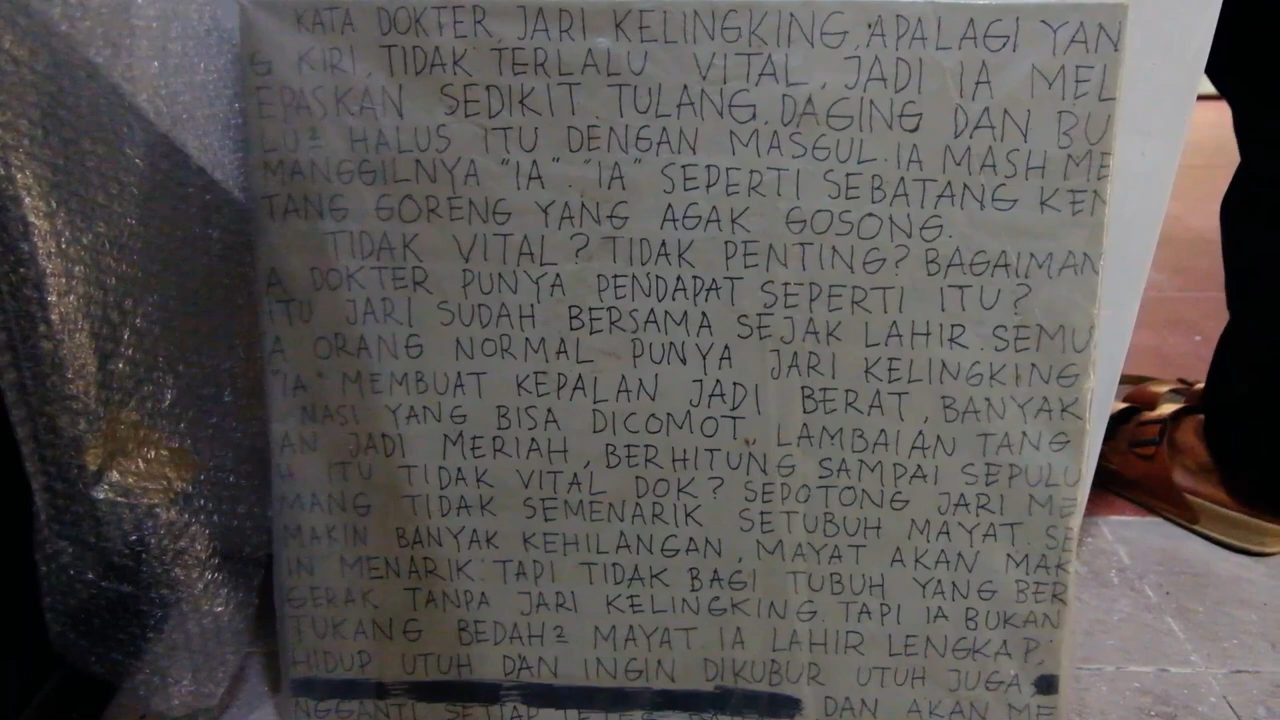 KATA DOKTER, JARI KELINGKING, APALAGI YAN
G KIRI, TIDAK TERLALU VITAL, JADI IA MEL
EPASKAN SEDIKIT TULANG, DAGING DAN BU
LU2 HALUS ITU DENGAN MASGUL. IA MASH ME
MANGGILNYA "IA". "IA" SEPERTI SEBATANG KEN
TANG GORENG YANG AGAK GOSONG.
TIDAK VITAL? TIDAK PENTING? BAGAIMAN
A DOKTER PUNYA PENDAPAT SEPERTI ITU?
ITU JARI SUDAH BERSAMA SEJAK LAHIR. SEMU
A ORANG NORMAL PUNYA JARI KELINGKING
"IA" MEMBUAT KEPALAN JADI BERAT, BANYAK
NASI YANG BISA DICOMOT, LAMBAIAN TANG
AN JADI MERIAH, BERHITUNG SAMPAI SEPULU
H ITU TIDAK VITAL DOK? SEPOTONG JARI ME
MANG TIDAK SEMENARIK SETUBUH MAYAT. SE
MAKIN BANYAK KEHILANGAN, MAYAT AKAN MAK
IN MENARIK. TAPI TIDAK BAGI TUBUH YANG BER
GERAK TANPA JARI KELINGKING. TAPI IA BUKAN
TUKANG BEDAH2 MAYAT. IA LAHIR LENGKAP,
HIDUP UTUH DAN INGIN DIKUBUR UTUH JUGA
DAN AKAN ME
NGGANTI SETIAP TETES